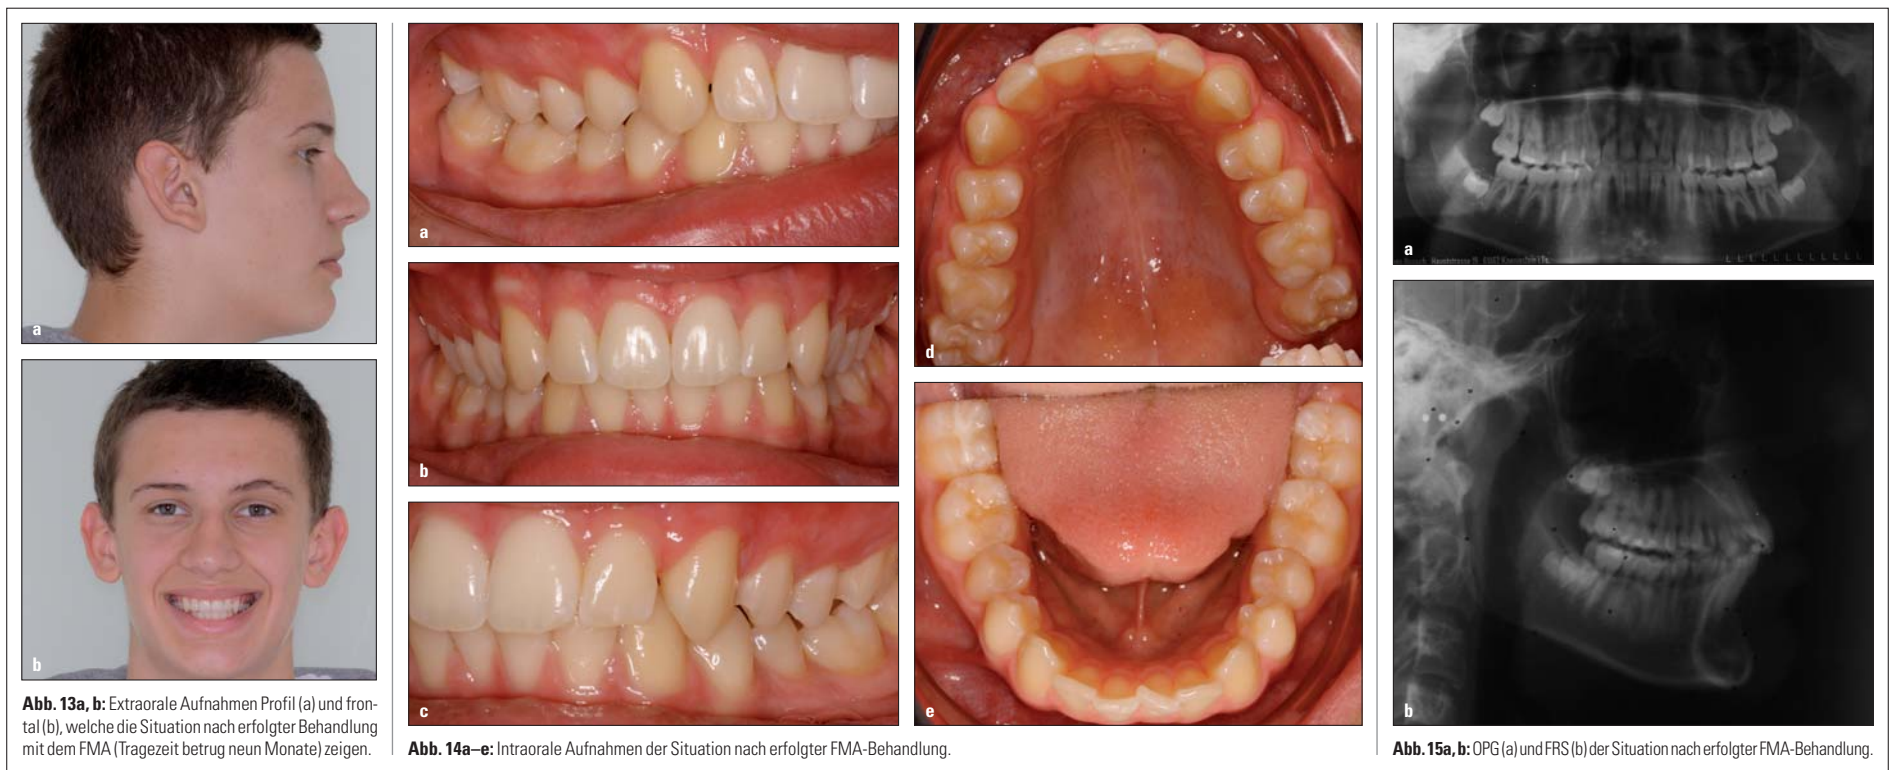 a
b
Abb. 13a, b: Extraorale Aufnahmen Profil (a) und fron-
tal (b), welche die Situation nach erfolgter Behandlung
mit dem FMA (Tragezeit betrug neun Monate) zeigen.
a
b
c
d
e
Abb. 14a–e: Intraorale Aufnahmen der Situation nach erfolgter FMA-Behandlung.
a
b
Abb. 15a, b: OPG (a) und FRS (b) der Situation nach erfolgter FMA-Behandlung.